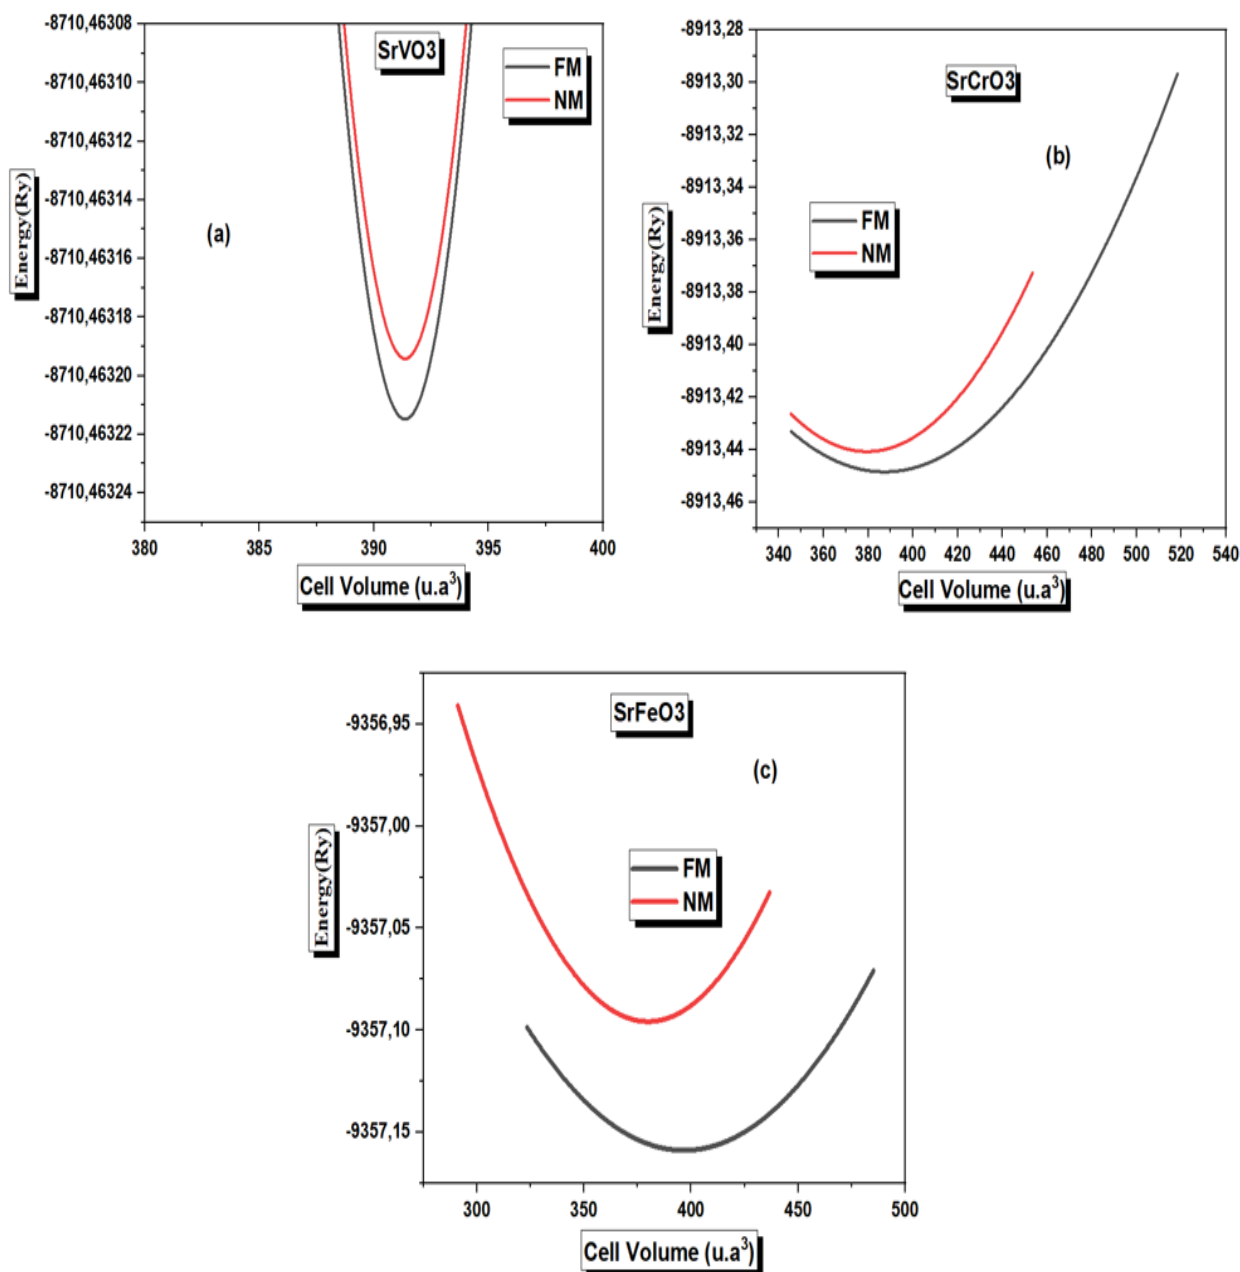 -8710,46308
-8710,46310
-8710,46312
-8710,46314
-8710,46316
-8710,46318
-8710,46320
-8710,46322
-8710,46324
Energy(Ry)
SrVO3
FM
NM
(a)
380
385
390
395
400
Cell Volume (u.a³)
-8913,28
-8913,30
-8913,32
-8913,34
-8913,36
-8913,38
-8913,40
-8913,42
-8913,44
-8913,46
Energy(Ry)
SrCrO3
(b)
FM
NM
340
360
380
400
420
440
460
480
500
520
540
Cell Volume (u.a³)
-9356,95
-9357,00
-9357,05
-9357,10
-9357,15
Energy(Ry)
SrFeO3
(c)
FM
NM
300
350
400
450
500
Cell Volume (u.a³)